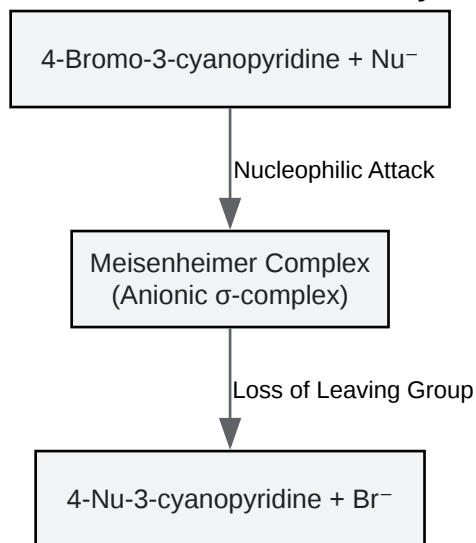 4-Bromo-3-cyanopyridine + Nu⁻
Nucleophilic Attack
Meisenheimer Complex
(Anionic σ-complex)
Loss of Leaving Group
4-Nu-3-cyanopyridine + Br⁻